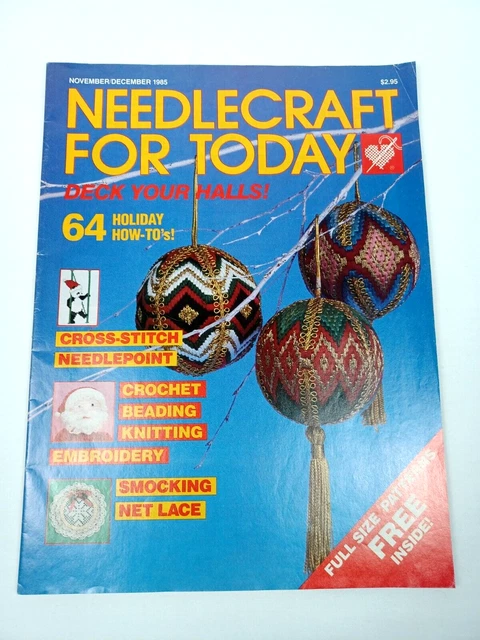 NOVEMBER/DECEMBER 1985
$2.95
NEEDLECRAFT
FOR TODAY
DECK YOUR HALLS!
64 HOLIDAY
HOW-TO's!
CROSS-STITCH
NEEDLEPOINT
CROCHET
BEADING
KNITTING
EMBROIDERY
SMOCKING
NET LACE
FULL SIZE PATTERNS
FREE
INSIDE!